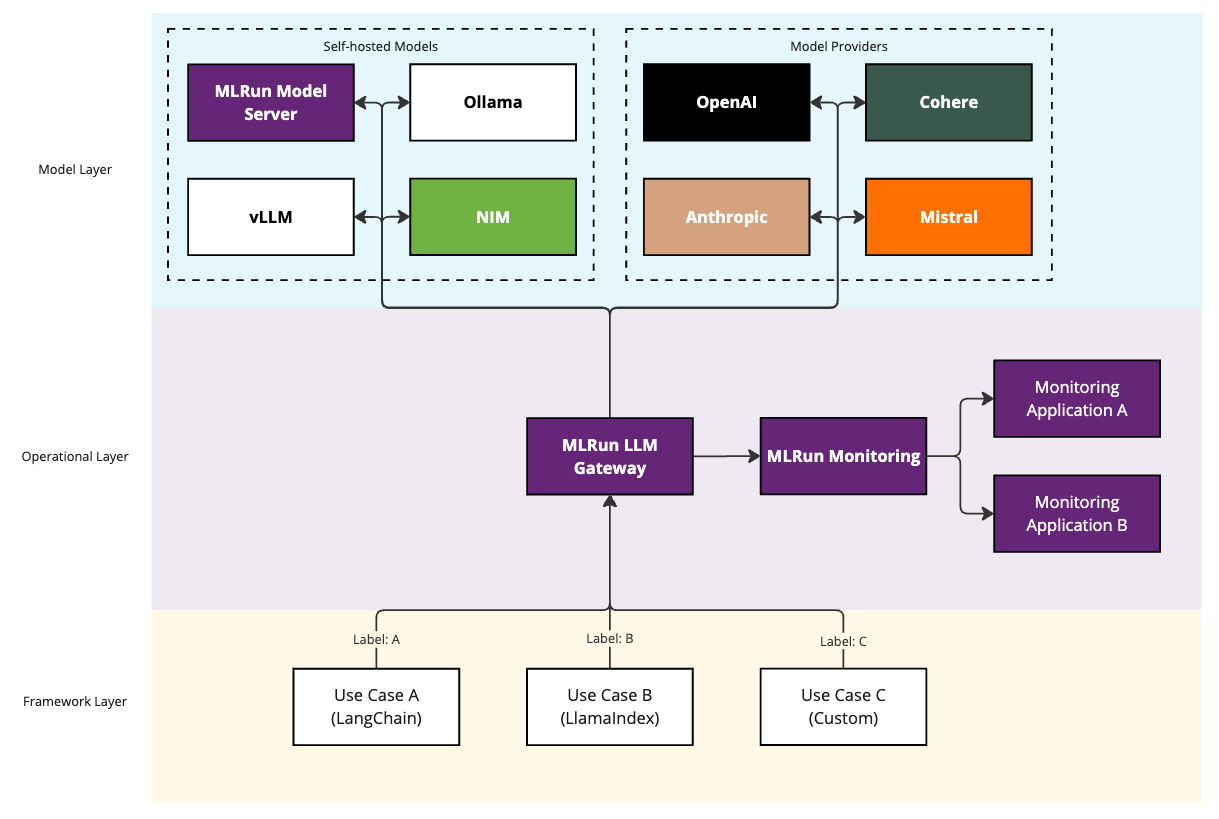 Self-hosted Models
Model Providers
MLRun Model
Server
Ollama
OpenAI
Cohere
Model Layer
vLLM
NIM
Anthropic
Mistral
Monitoring
Application A
Operational Layer
MLRun LLM
Gateway
MLRun Monitoring
Monitoring
Application B
Label: A
Label: B
Label: C
Framework Layer
Use Case A
(LangChain)
Use Case B
(LlamaIndex)
Use Case C
(Custom)